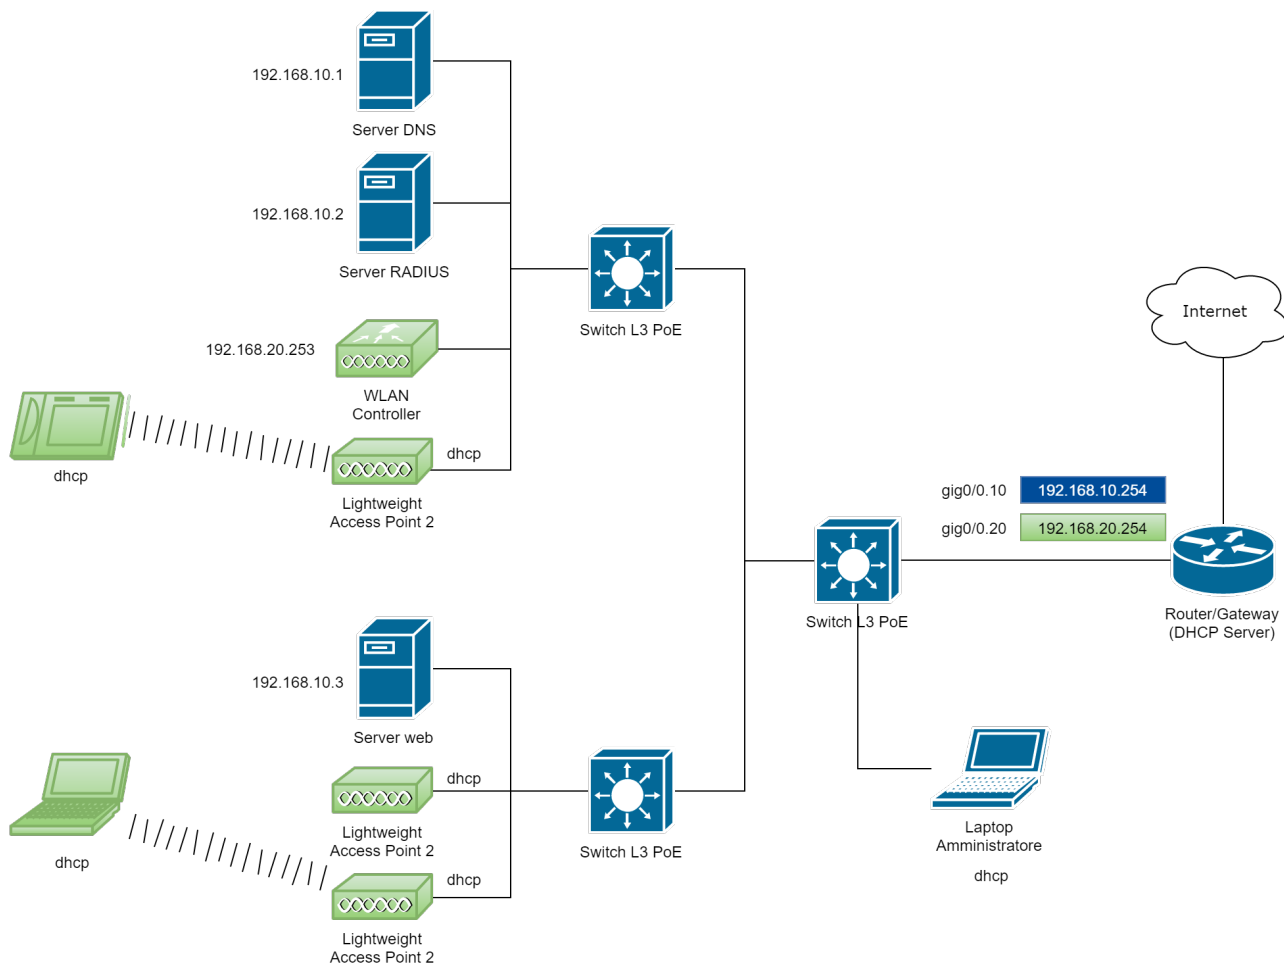 192.168.10.1
Server DNS
192.168.10.2
Server RADIUS
Switch L3 PoE
192.168.20.253
WLAN
Controller
dhcp
dhcp
Lightweight
Access Point 2
Internet
gig0/0.10
192.168.10.254
gig0/0.20
192.168.20.254
Router/Gateway
(DHCP Server)
Switch L3 PoE
192.168.10.3
Server web
dhcp
Lightweight
Access Point 2
Switch L3 PoE
dhcp
dhcp
Lightweight
Access Point 2
Laptop
Amministratore
dhcp